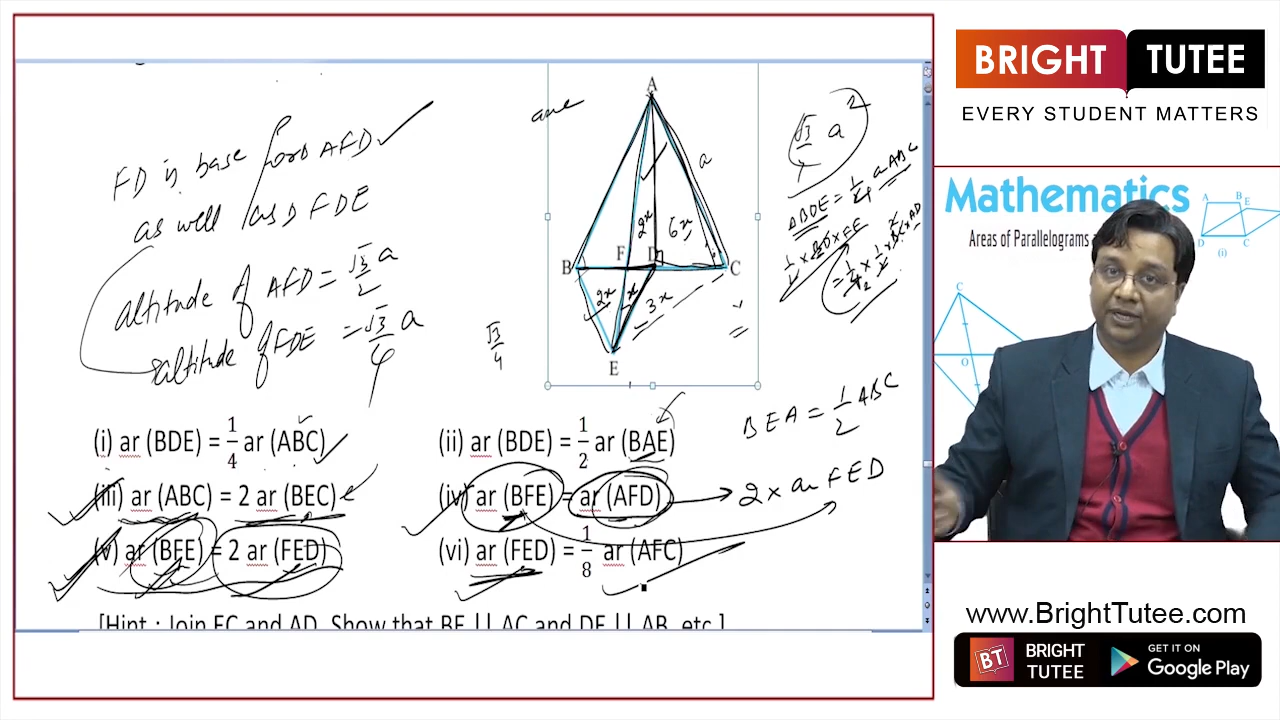 BRIGHT TUTEE
EVERY STUDENT MATTERS
Mathematics
Areas of Parallelograms a
A B E
D C
(i)
C
O
FD is base for AFD
as well as FDE
altitude of AFD = √3/2 a
altitude of FDE = √3/4 a
√3/4
A
a
2x 6x
B F D C
2x x 3x
E
√3/4 a²
ΔBDE = 1/4 ar ABC
BEA = 1/2 ABC
2 x ar FED
(i) ar (BDE) = 1/4 ar (ABC)
(ii) ar (BDE) = 1/2 ar (BAE)
(iii) ar (ABC) = 2 ar (BEC)
(iv) ar (BFE) = ar (AFD)
(v) ar (BFE) = 2 ar (FED)
(vi) ar (FED) = 1/8 ar (AFC)
[Hint : Join EC and AD. Show that BE || AC and DE || AB, etc.]
www.BrightTutee.com
BT BRIGHT TUTEE
GET IT ON Google Play